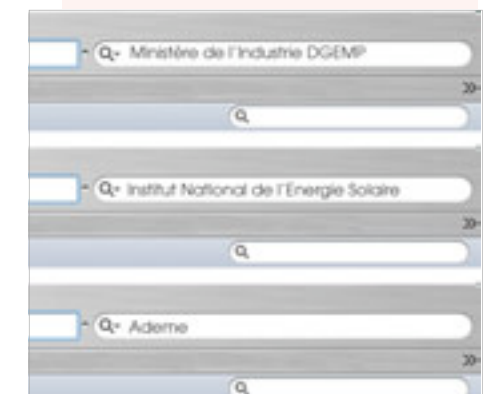 Ministère de l'Industrie DGEMP
Institut National de l'Energie Solaire
Ademe